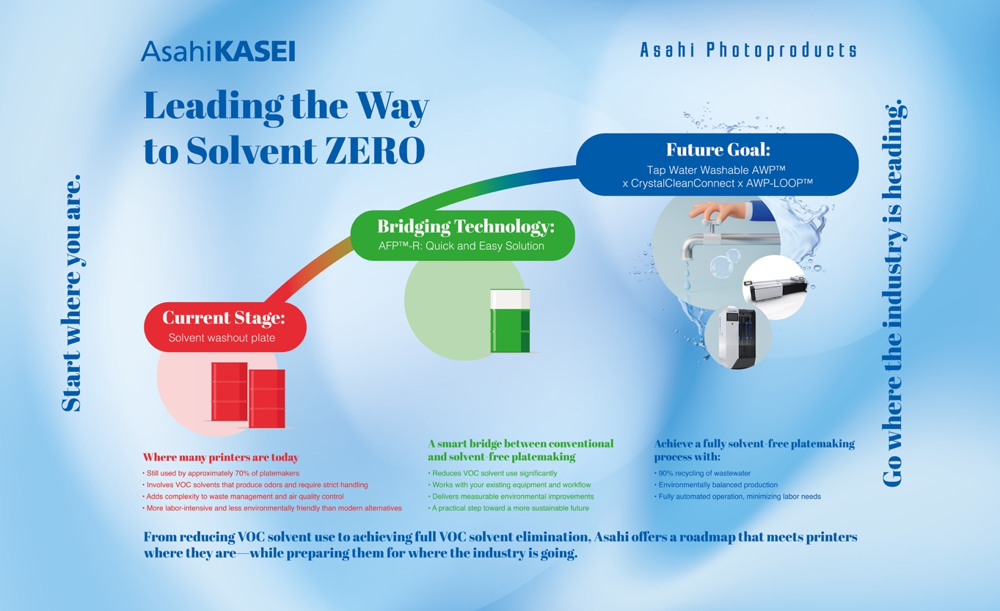 AsahiKASEI
Asahi Photoproducts
Leading the Way
to Solvent ZERO
Start where you are.
Go where the industry is heading.
Future Goal:
Tap Water Washable AWP™
x CrystalCleanConnect x AWP-LOOP™
Bridging Technology:
AFP™-R: Quick and Easy Solution
Current Stage:
Solvent washout plate
Where many printers are today
• Still used by approximately 70% of platemakers
• Involves VOC solvents that produce odors and require strict handling
• Adds complexity to waste management and air quality control
• More labor-intensive and less environmentally friendly than modern alternatives
A smart bridge between conventional
and solvent-free platemaking
• Reduces VOC solvent use significantly
• Works with your existing equipment and workflow
• Delivers measurable environmental improvements
• A practical step toward a more sustainable future
Achieve a fully solvent-free platemaking
process with:
• 90% recycling of wastewater
• Environmentally balanced production
• Fully automated operation, minimizing labor needs
From reducing VOC solvent use to achieving full VOC solvent elimination, Asahi offers a roadmap that meets printers
where they are—while preparing them for where the industry is going.